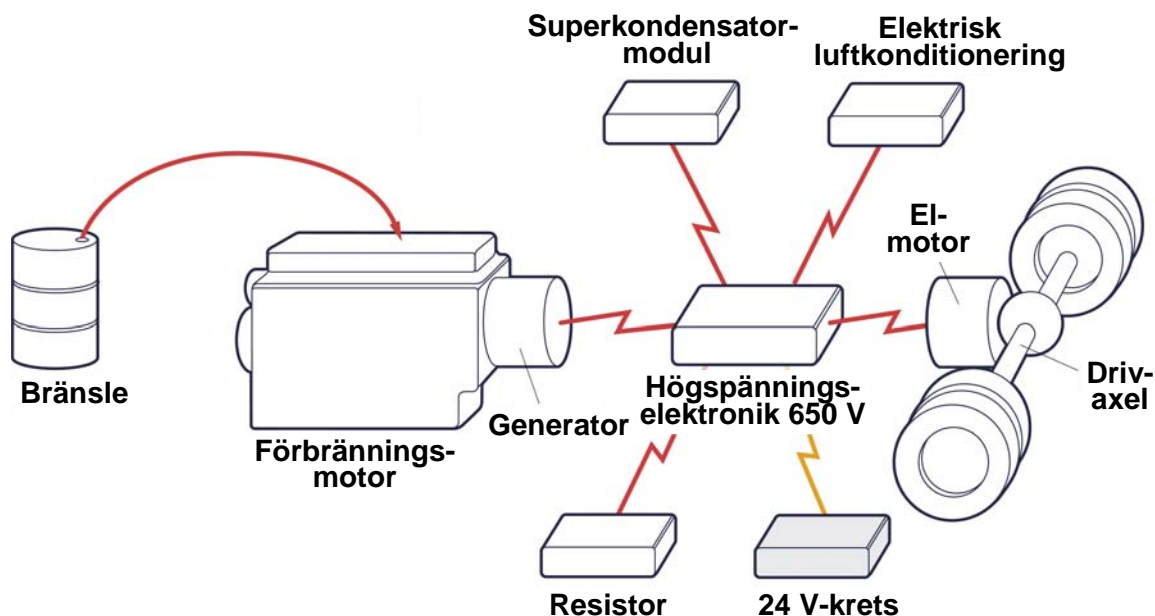 Superkondensator-
modul
Elektrisk
luftkonditionering
El-
motor
Bränsle
Förbrännings-
motor
Generator
Högspännings-
elektronik 650 V
Driv-
axel
Resistor
24 V-krets